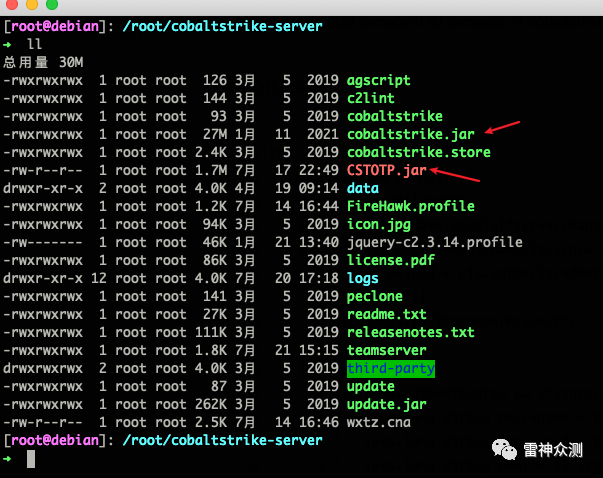 [root@debian]: /root/cobaltstrike-server
→ ll
总用量 30M
-rwxrwxrwx 1 root root 126 3月 5 2019 agscript
-rwxrwxrwx 1 root root 144 3月 5 2019 c2lint
-rwxrwxrwx 1 root root 93 3月 5 2019 cobaltstrike
-rwxrwxrwx 1 root root 27M 1月 11 2021 cobaltstrike.jar
-rwxrwxrwx 1 root root 2.4K 3月 5 2019 cobaltstrike.store
-rw-r--r-- 1 root root 1.7M 7月 17 22:49 CSTOTP.jar
drwxr-xr-x 2 root root 4.0K 4月 19 09:14 data
-rwxrwxrwx 1 root root 1.2K 7月 14 16:44 FireHawk.profile
-rwxrwxrwx 1 root root 94K 3月 5 2019 icon.jpg
-rw------- 1 root root 46K 1月 21 13:40 jquery-c2.3.14.profile
-rwxrwxrwx 1 root root 86K 3月 5 2019 license.pdf
drwxr-xr-x 12 root root 4.0K 7月 20 17:18 logs
-rwxrwxrwx 1 root root 141 3月 5 2019 peclone
-rwxrwxrwx 1 root root 27K 3月 5 2019 readme.txt
-rwxrwxrwx 1 root root 111K 3月 5 2019 releasenotes.txt
-rwxrwxrwx 1 root root 1.8K 7月 21 15:15 teamserver
drwxrwxrwx 2 root root 4.0K 3月 5 2019 third-party
-rwxrwxrwx 1 root root 87 3月 5 2019 update
-rwxrwxrwx 1 root root 262K 3月 5 2019 update.jar
-rw-r--r-- 1 root root 2.5K 7月 14 16:46 wxtz.cna
[root@debian]: /root/cobaltstrike-server
→
雷神众测